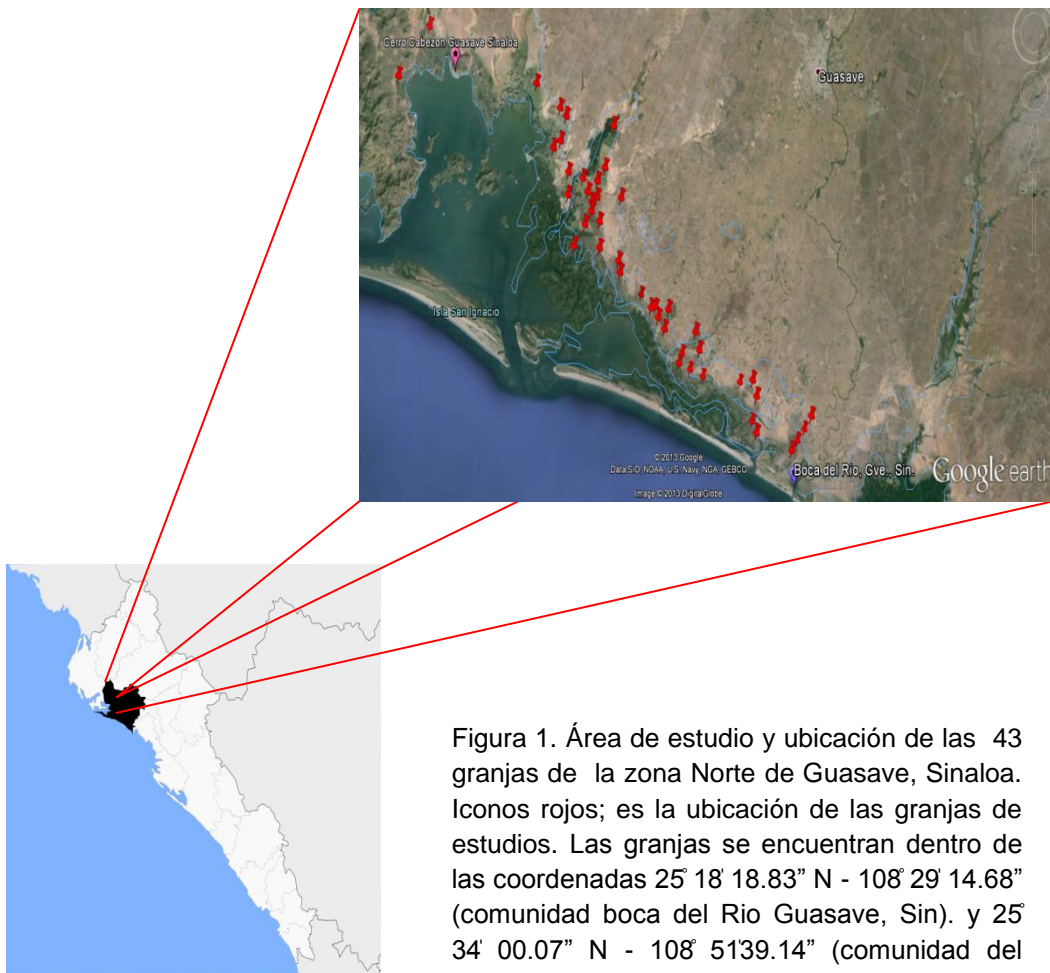 Cerro Cabezon Guasave Sinaloa
Guasave
Isla San Ignacio
© 2013 Google
Data SIO, NOAA, U.S. Navy, NGA, GEBCO
Image © 2013 DigitalGlobe
Boca del Rio, Gve., Sin.
Google earth
Figura 1. Área de estudio y ubicación de las 43
granjas de la zona Norte de Guasave, Sinaloa.
Iconos rojos; es la ubicación de las granjas de
estudios. Las granjas se encuentran dentro de
las coordenadas 25° 18' 18.83” N - 108° 29' 14.68”
(comunidad boca del Rio Guasave, Sin). y 25°
34' 00.07” N - 108° 51'39.14” (comunidad del